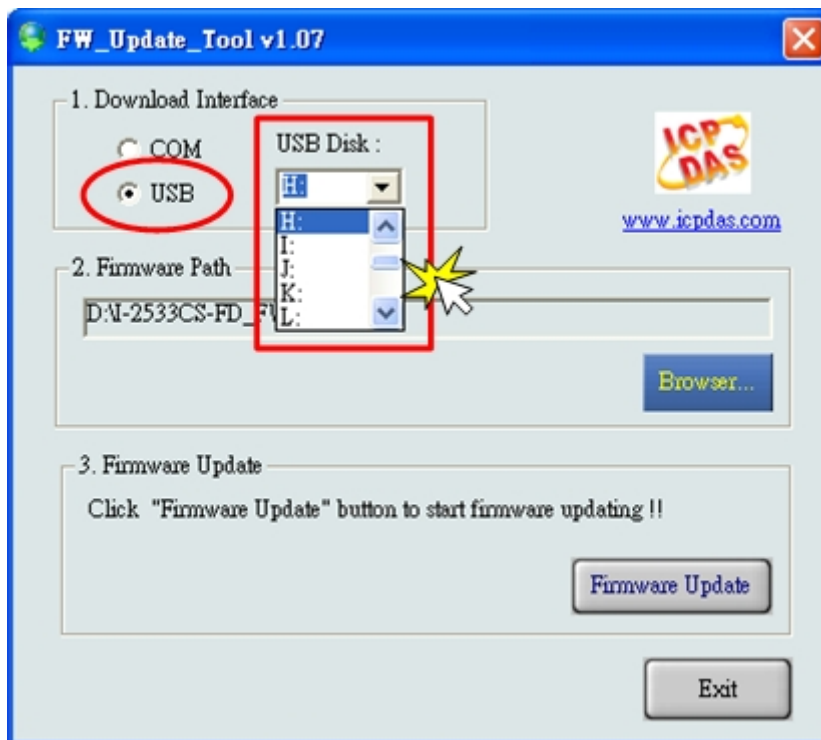 FW_Update_Tool v1.07
1. Download Interface
COM
USB
USB Disk :
H:
H:
I:
J:
K:
L:
ICP
DAS
www.icpdas.com
2. Firmware Path
D:\I-2533CS-FD_F
Browser...
3. Firmware Update
Click "Firmware Update" button to start firmware updating !!
Firmware Update
Exit